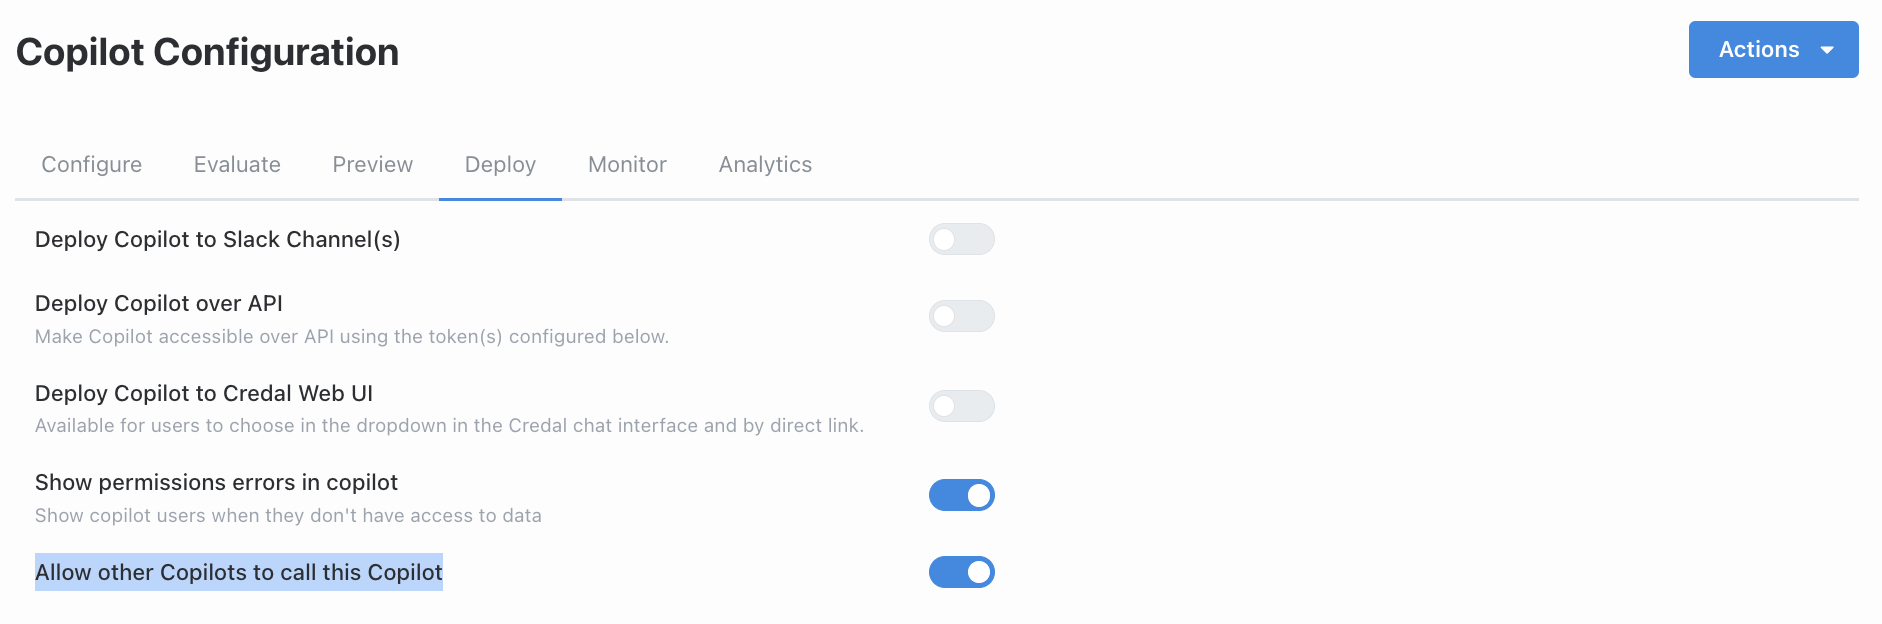 Copilot Configuration
Actions
Configure Evaluate Preview Deploy Monitor Analytics
Deploy Copilot to Slack Channel(s)
Deploy Copilot over API
Make Copilot accessible over API using the token(s) configured below.
Deploy Copilot to Credal Web UI
Available for users to choose in the dropdown in the Credal chat interface and by direct link.
Show permissions errors in copilot
Show copilot users when they don't have access to data
Allow other Copilots to call this Copilot